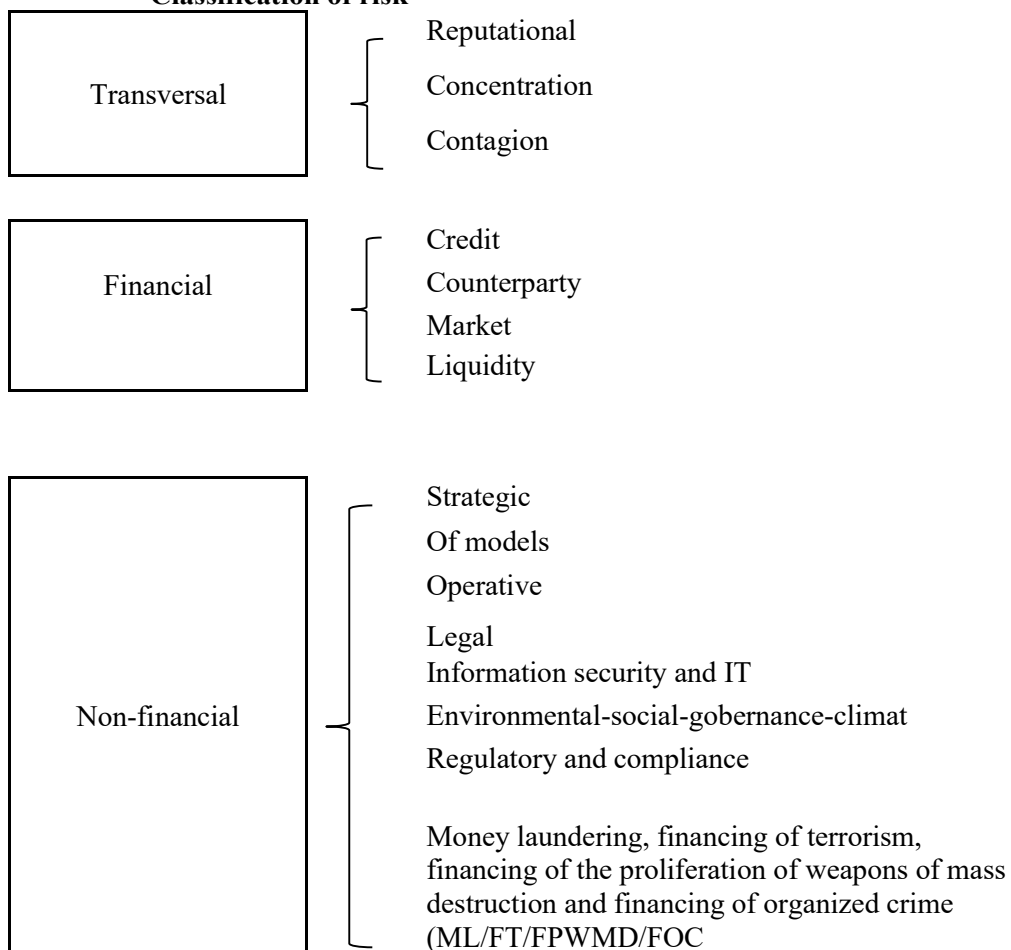 Classification of risk
Transversal
Reputational
Concentration
Contagion
Financial
Credit
Counterparty
Market
Liquidity
Non-financial
Strategic
Of models
Operative
Legal
Information security and IT
Environmental-social-gobernance-climat
Regulatory and compliance
Money laundering, financing of terrorism,
financing of the proliferation of weapons of mass
destruction and financing of organized crime
(ML/FT/FPWMD/FOC